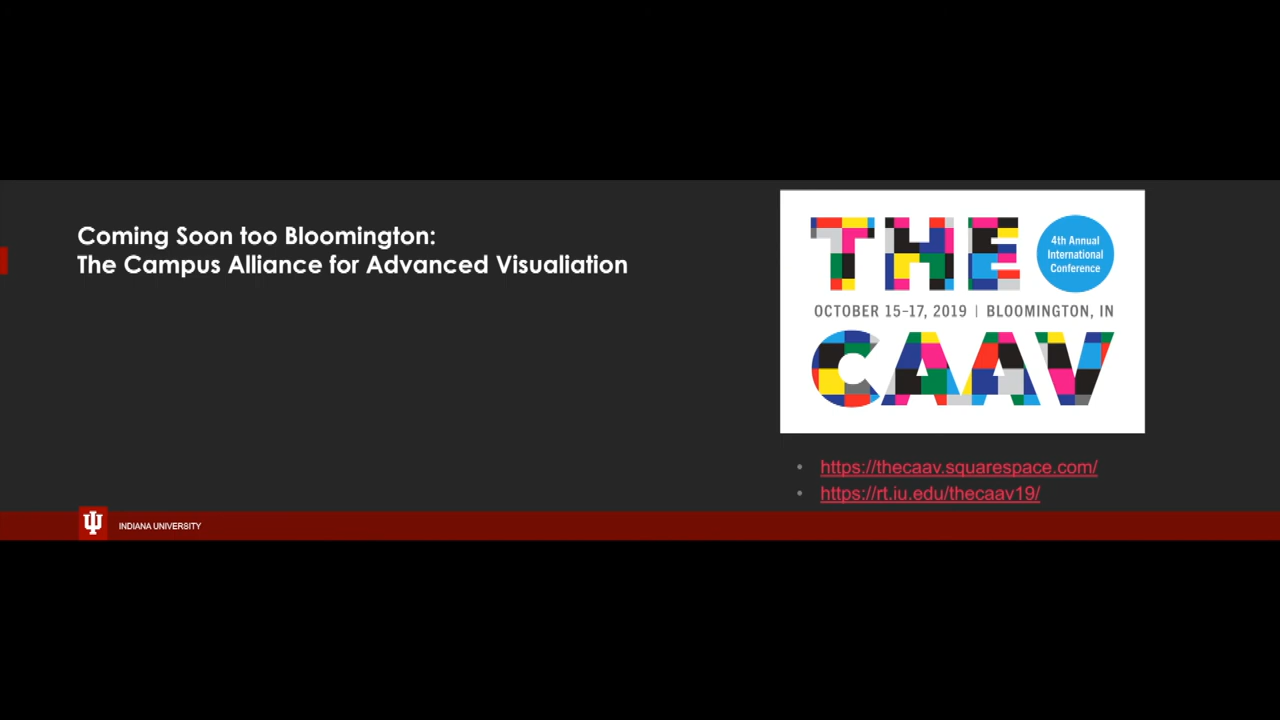 Coming Soon too Bloomington:
The Campus Alliance for Advanced Visualiation
THE
4th Annual
International
Conference
OCTOBER 15-17, 2019 | BLOOMINGTON, IN
CAAV
• https://thecaav.squarespace.com/
• https://rt.iu.edu/thecaav19/
INDIANA UNIVERSITY